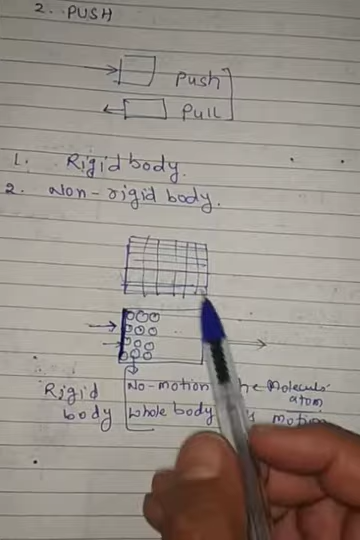 2. PUSH
Push
Pull
1. Rigid body.
2. Non-rigid body.
Rigid No-motion Molecule
atom
body whole body motion